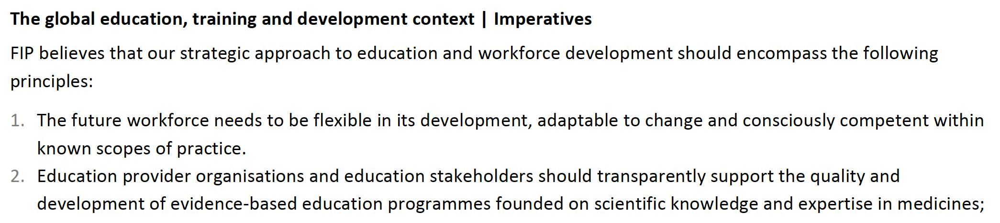 The global education, training and development context | Imperatives
FIP believes that our strategic approach to education and workforce development should encompass the following
principles:
1. The future workforce needs to be flexible in its development, adaptable to change and consciously competent within
known scopes of practice.
2. Education provider organisations and education stakeholders should transparently support the quality and
development of evidence-based education programmes founded on scientific knowledge and expertise in medicines;